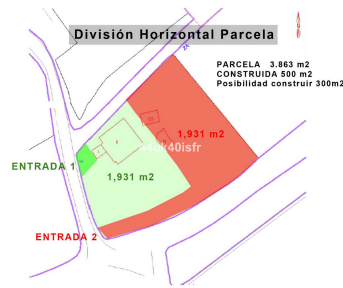 División Horizontal Parcela
PARCELA 3.863 m2
CONSTRUIDA 500 m2
Posibilidad construir 300m2
1,931 m2
ENTRADA 1
1,931 m2
ENTRADA 2